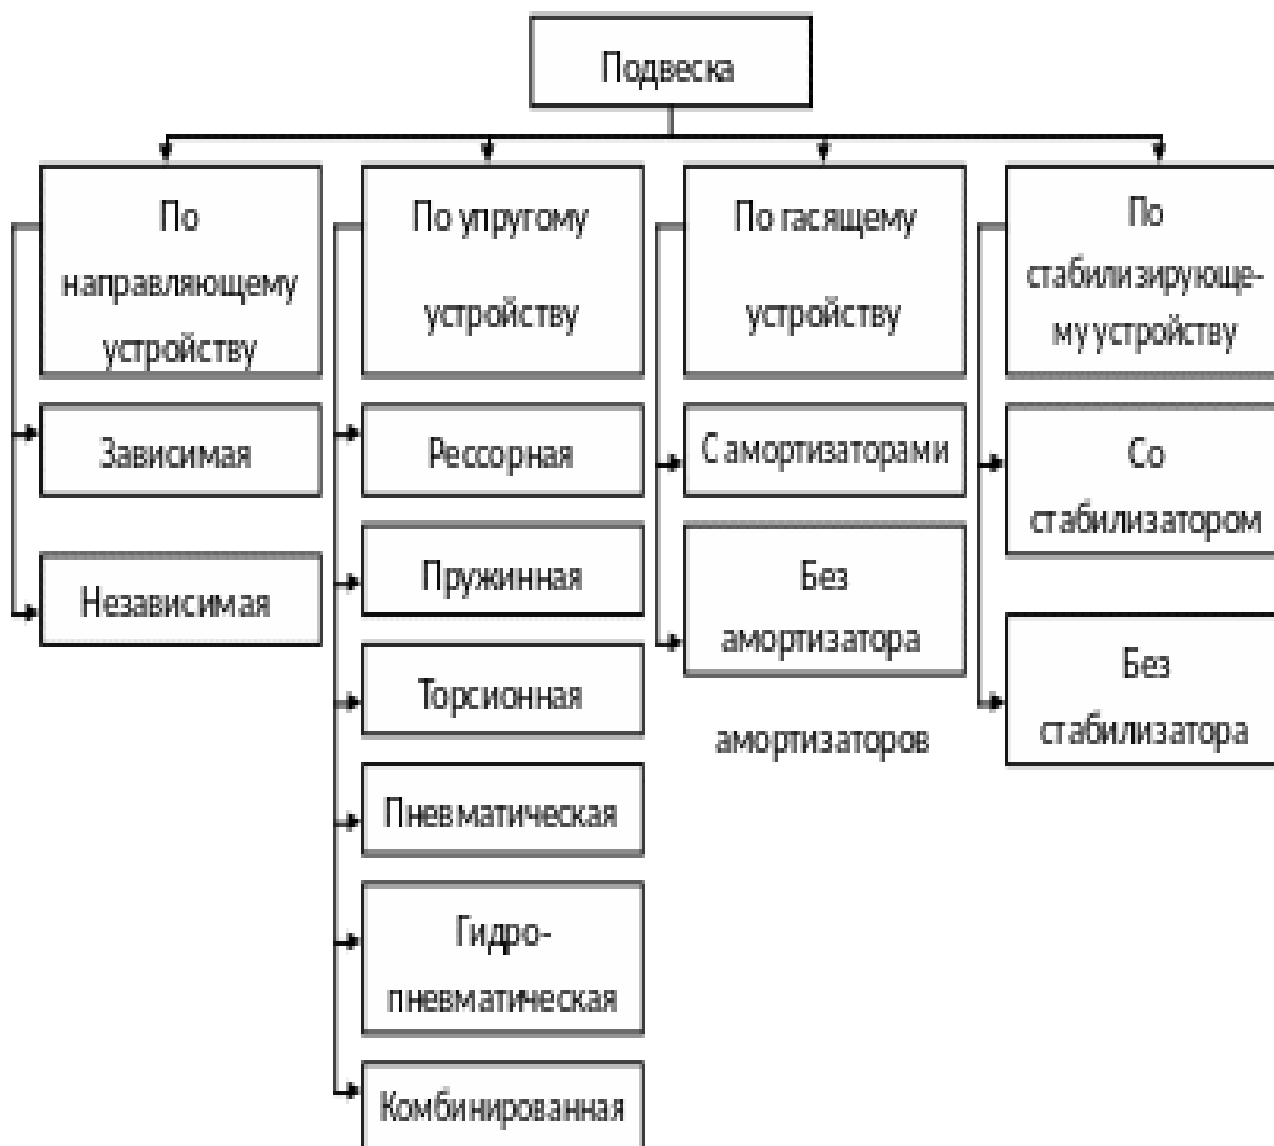 Подвеска
По
направляющему
устройству
Зависимая
Независимая
По упругому
устройству
Рессорная
Пружинная
Торсионная
Пневматическая
Гидро-
пневматическая
Комбинированная
По гасящему
устройству
С амортизаторами
Без
амортизатора
амортизаторов
По
стабилизирующе-
му устройству
Со
стабилизатором
Без
стабилизатора